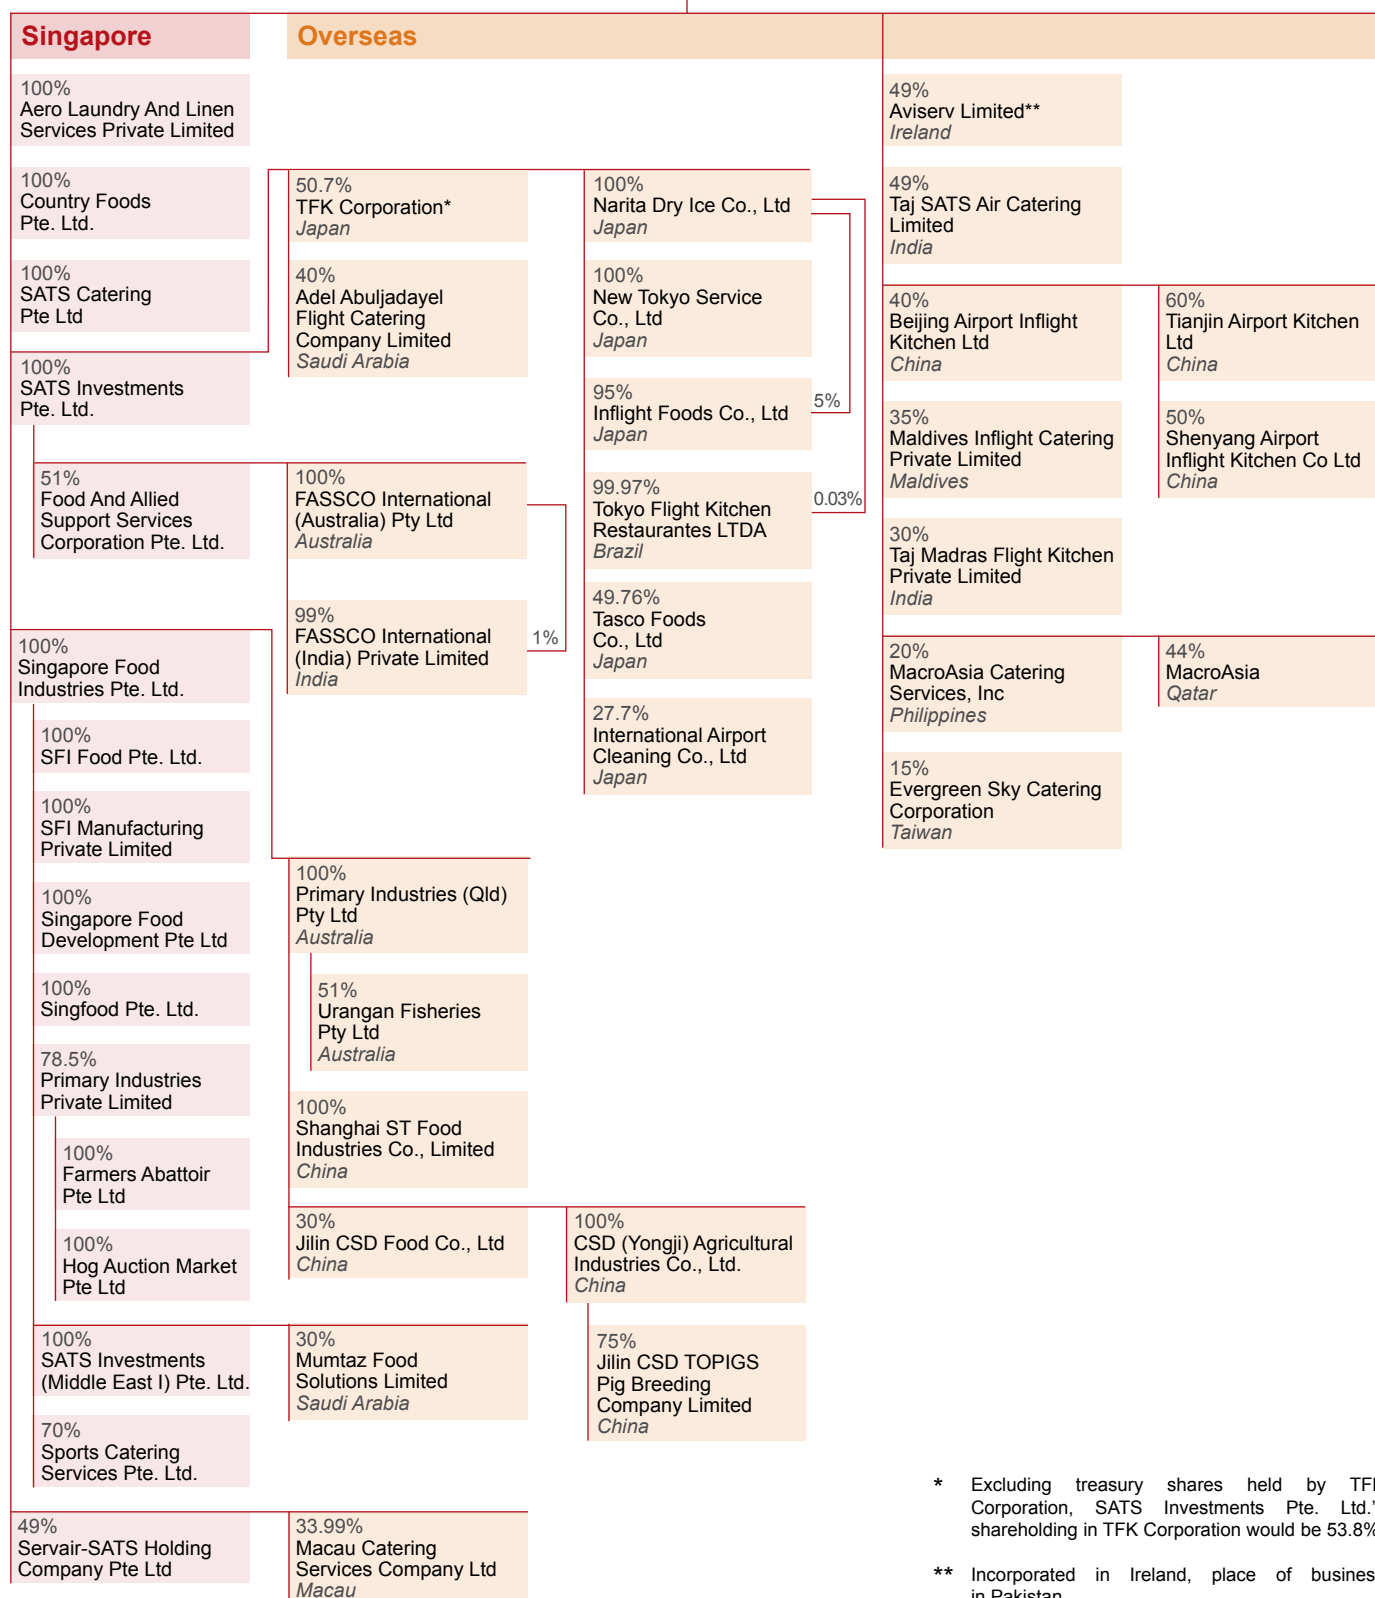 Singapore
Overseas
100%
Aero Laundry And Linen
Services Private Limited
100%
Country Foods
Pte. Ltd.
100%
SATS Catering
Pte Ltd
100%
SATS Investments
Pte. Ltd.
51%
Food And Allied
Support Services
Corporation Pte. Ltd.
100%
Singapore Food
Industries Pte. Ltd.
100%
SFI Food Pte. Ltd.
100%
SFI Manufacturing
Private Limited
100%
Singapore Food
Development Pte Ltd
100%
Singfood Pte. Ltd.
78.5%
Primary Industries
Private Limited
100%
Farmers Abattoir
Pte Ltd
100%
Hog Auction Market
Pte Ltd
100%
SATS Investments
(Middle East I) Pte. Ltd.
70%
Sports Catering
Services Pte. Ltd.
49%
Servair-SATS Holding
Company Pte Ltd
50.7%
TFK Corporation*
Japan
40%
Adel Abuljadayel
Flight Catering
Company Limited
Saudi Arabia
100%
FASSCO International
(Australia) Pty Ltd
Australia
99%
FASSCO International
(India) Private Limited
India
1%
100%
Primary Industries (Qld)
Pty Ltd
Australia
51%
Urangan Fisheries
Pty Ltd
Australia
100%
Shanghai ST Food
Industries Co., Limited
China
30%
Jilin CSD Food Co., Ltd
China
30%
Mumtaz Food
Solutions Limited
Saudi Arabia
33.99%
Macau Catering
Services Company Ltd
Macau
100%
Narita Dry Ice Co., Ltd
Japan
100%
New Tokyo Service
Co., Ltd
Japan
95%
Inflight Foods Co., Ltd
Japan
5%
99.97%
Tokyo Flight Kitchen
Restaurantes LTDA
Brazil
0.03%
49.76%
Tasco Foods
Co., Ltd
Japan
27.7%
International Airport
Cleaning Co., Ltd
Japan
100%
CSD (Yongji) Agricultural
Industries Co., Ltd.
China
75%
Jilin CSD TOPIGS
Pig Breeding
Company Limited
China
49%
Aviserv Limited**
Ireland
49%
Taj SATS Air Catering
Limited
India
40%
Beijing Airport Inflight
Kitchen Ltd
China
35%
Maldives Inflight Catering
Private Limited
Maldives
30%
Taj Madras Flight Kitchen
Private Limited
India
20%
MacroAsia Catering
Services, Inc
Philippines
15%
Evergreen Sky Catering
Corporation
Taiwan
60%
Tianjin Airport Kitchen
Ltd
China
50%
Shenyang Airport
Inflight Kitchen Co Ltd
China
44%
MacroAsia
Qatar
* Excluding treasury shares held by TF
Corporation, SATS Investments Pte. Ltd.'
shareholding in TFK Corporation would be 53.8%
** Incorporated in Ireland, place of busines
in Pakistan